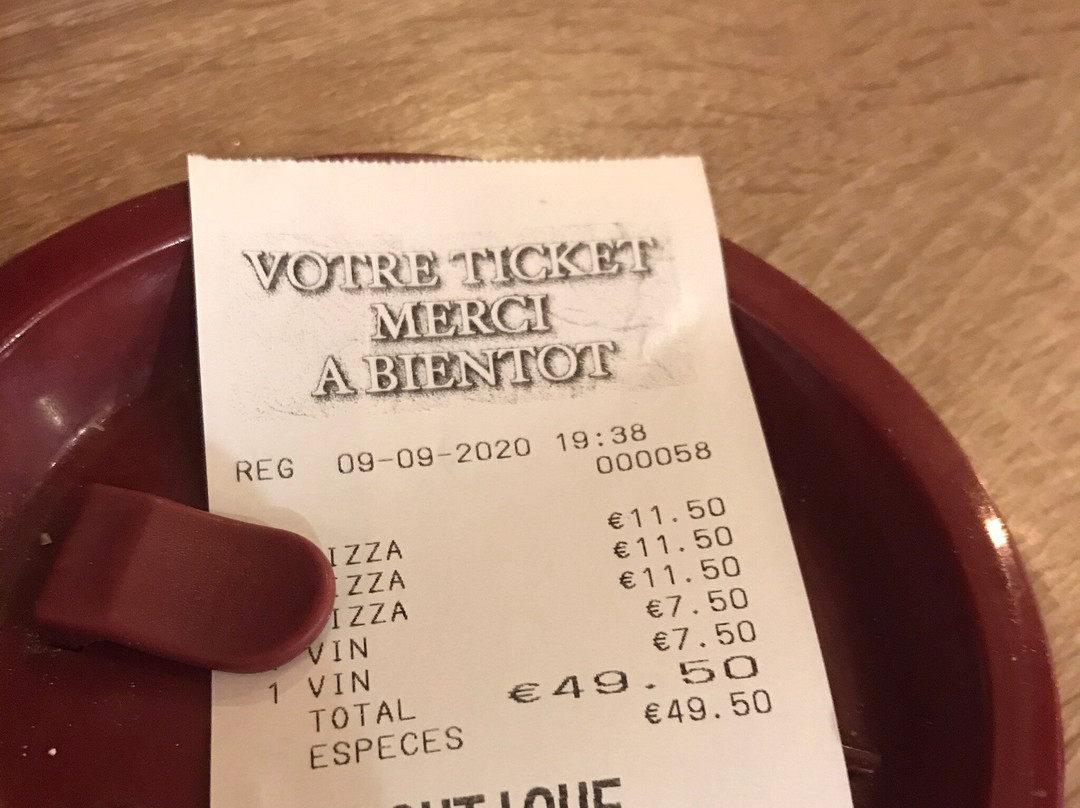 VOTRE TICKET
MERCI
A BIENTOT
REG 09-09-2020 19:38
000058
IZZA €11.50
IZZA €11.50
IZZA €11.50
VIN €7.50
1 VIN €7.50
TOTAL €49.50
ESPECES €49.50